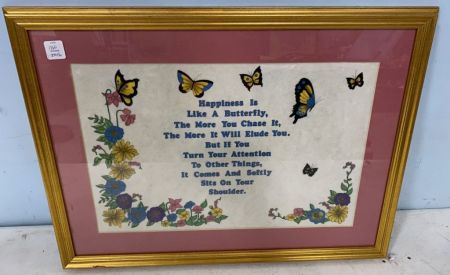 Happiness Is
Like A Butterfly,
The More You Chase It,
The More It Will Elude You.
But If You
Turn Your Attention
To Other Things,
It Comes And Softly
Sits On Your
Shoulder.